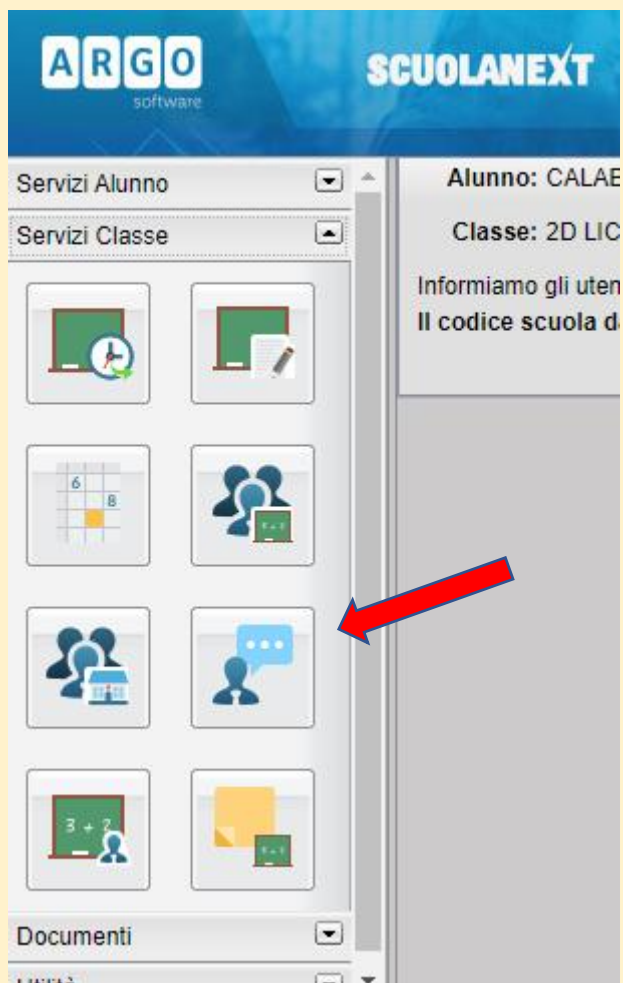 ARGO
software
SCUOLANEXT
Servizi Alunno
Servizi Classe
Alunno: CALAE
Classe: 2D LIC
Informiamo gli uten
Il codice scuola d
6
8
3 + 2
Documenti
Utilità